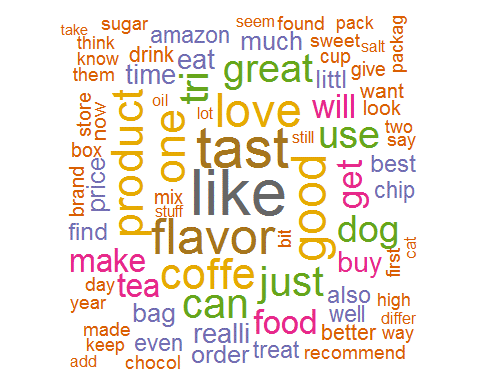 take sugar seem found pack
think amazon much sweet salt packag
know drink cup
them time eat great littl give
tri want
oil will look
store now product one lot love use two
box say
price tast still best
brand like good get chip
mix
stuff
find flavor bit dog first cat
make coffe just buy
day tea can also high
year bag well differ
made realli food better way
keep even order treat recommend
add chocol